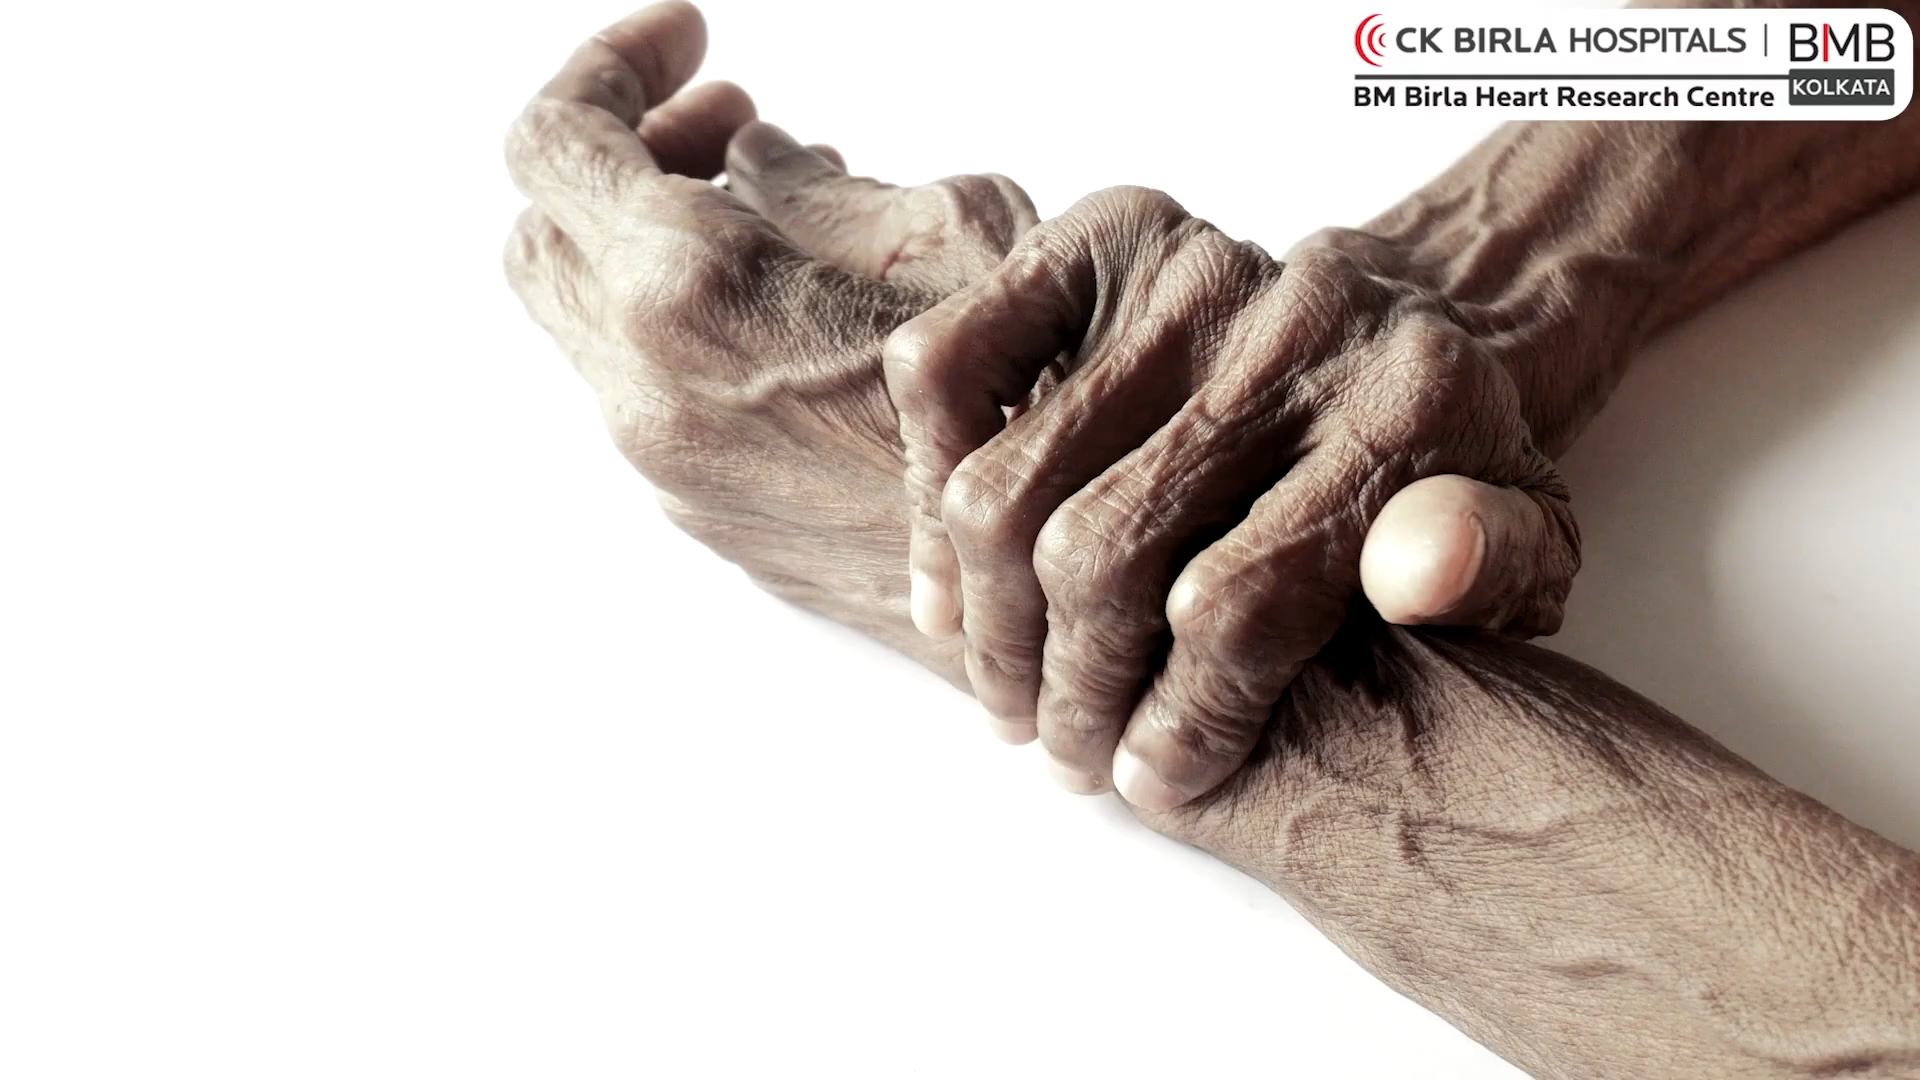 CK BIRLA HOSPITALS | BMB
BM Birla Heart Research Centre KOLKATA